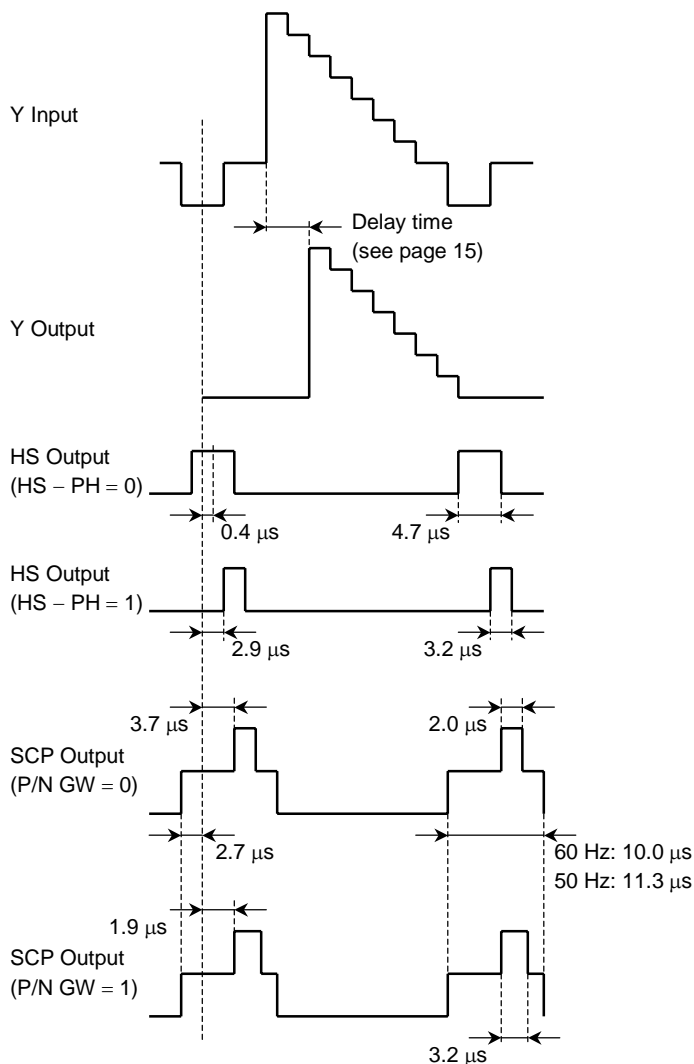 Y Input
Delay time
(see page 15)
Y Output
HS Output
(HS − PH = 0)
0.4 μs
4.7 μs
HS Output
(HS − PH = 1)
2.9 μs
3.2 μs
3.7 μs
2.0 μs
SCP Output
(P/N GW = 0)
2.7 μs
60 Hz: 10.0 μs
50 Hz: 11.3 μs
1.9 μs
SCP Output
(P/N GW = 1)
3.2 μs